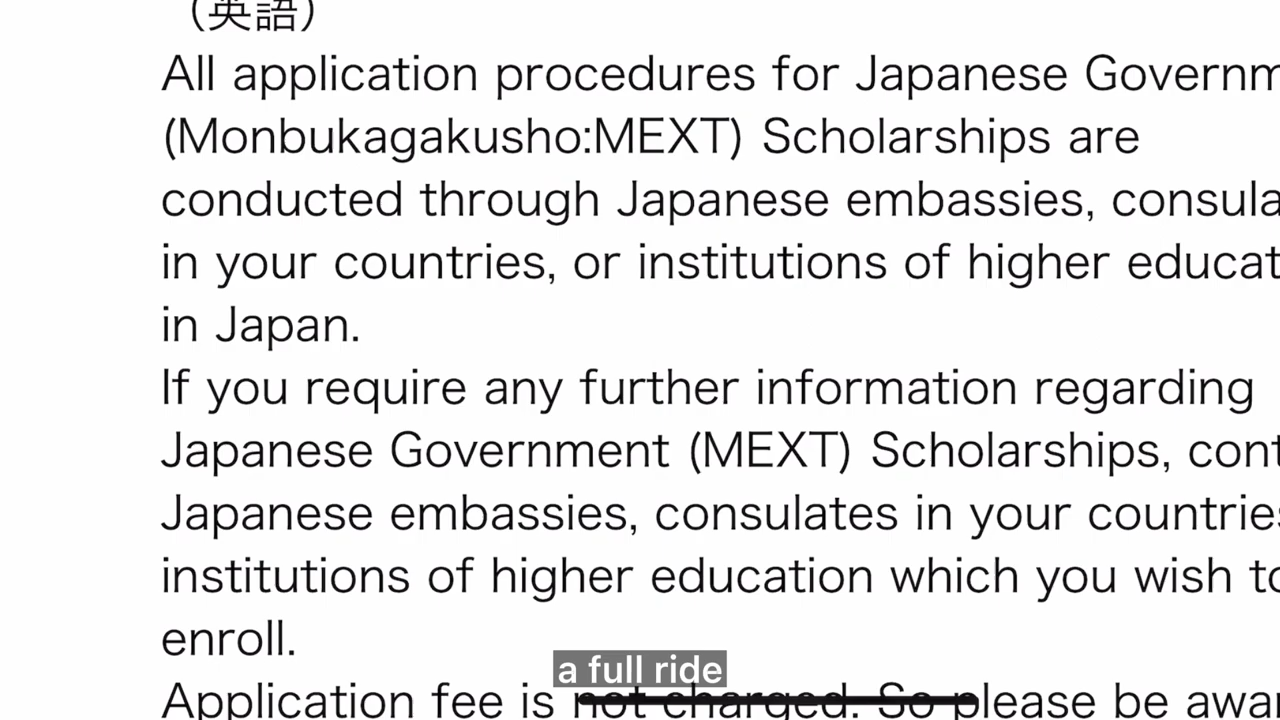 （英語）
All application procedures for Japanese Governm
(Monbukagakusho:MEXT) Scholarships are
conducted through Japanese embassies, consula
in your countries, or institutions of higher educat
in Japan.
If you require any further information regarding
Japanese Government (MEXT) Scholarships, cont
Japanese embassies, consulates in your countries
institutions of higher education which you wish to
enroll.
a full ride
Application fee is not charged. So please be awar